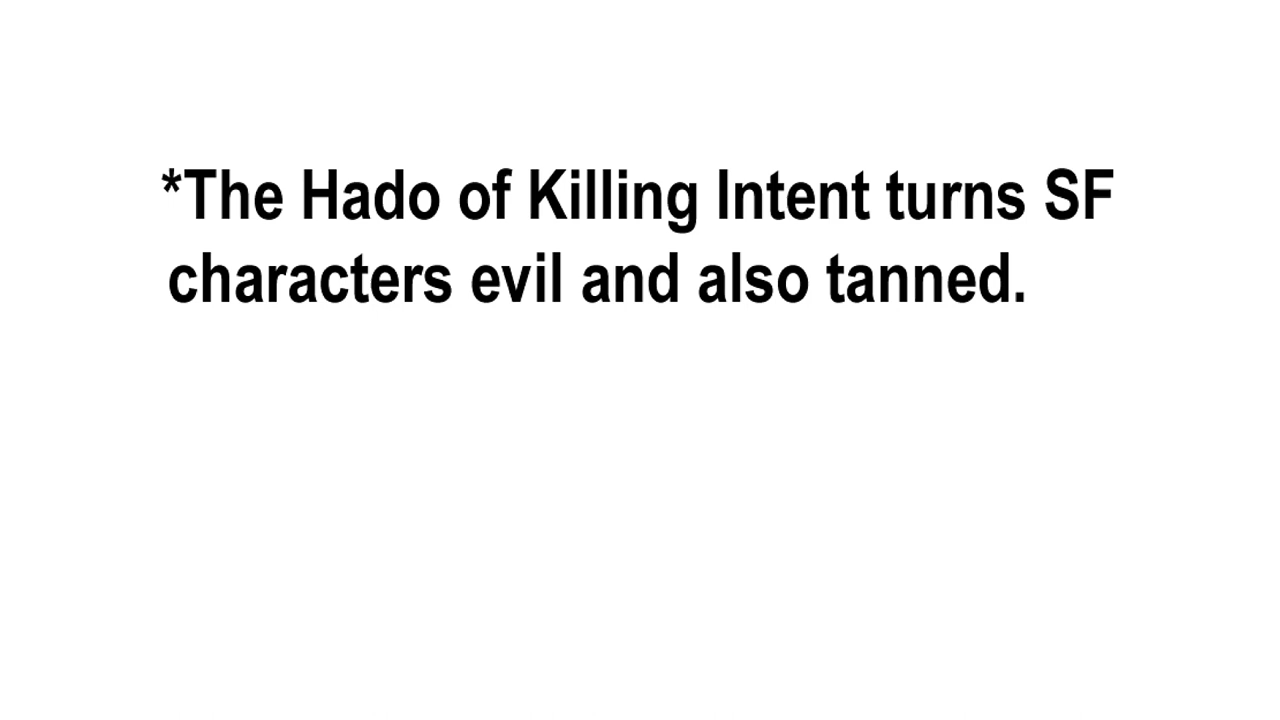 *The Hado of Killing Intent turns SF
characters evil and also tanned.